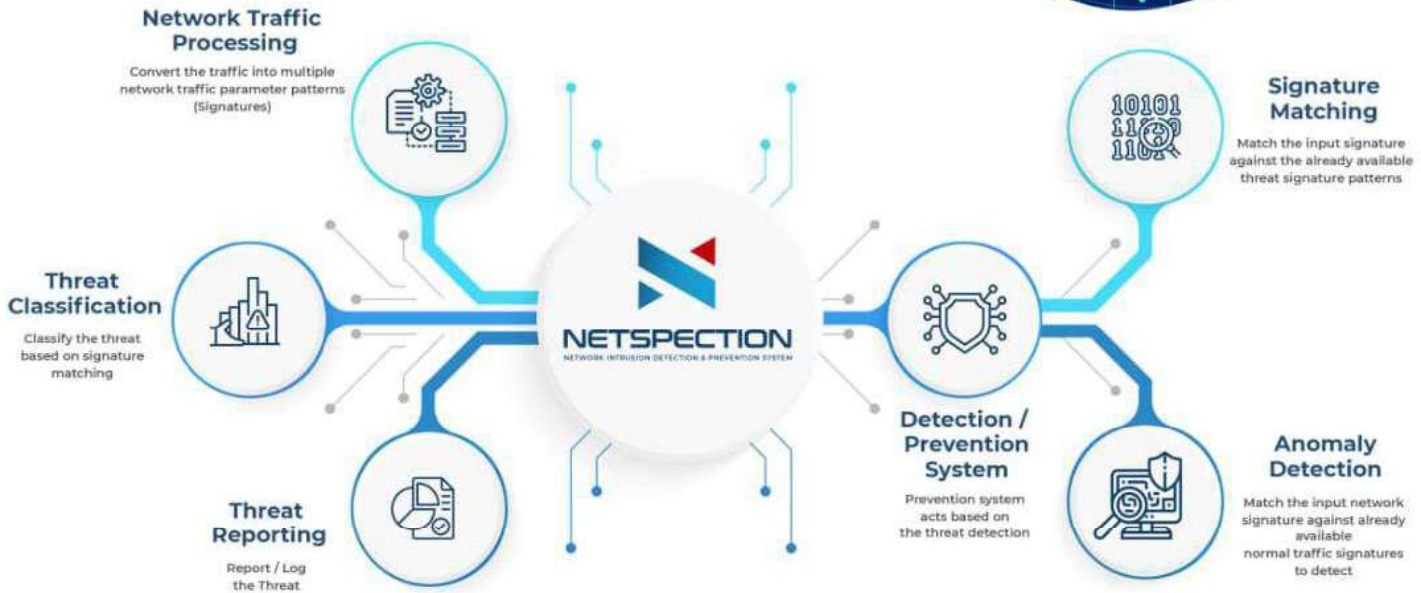 Network Traffic
Processing
Convert the traffic into multiple
network traffic parameter patterns
(Signatures)
Threat
Classification
Classify the threat
based on signature
matching
Threat
Reporting
Report / Log
the Threat
NETSPECTION
NETWORK INTRUSION DETECTION & PREVENTION SYSTEM
Detection /
Prevention
System
Prevention system
acts based on
the threat detection
10101
Signature
Matching
Match the input signature
against the already available
threat signature patterns
Anomaly
Detection
Match the input network
signature against already
available
normal traffic signatures
to detect